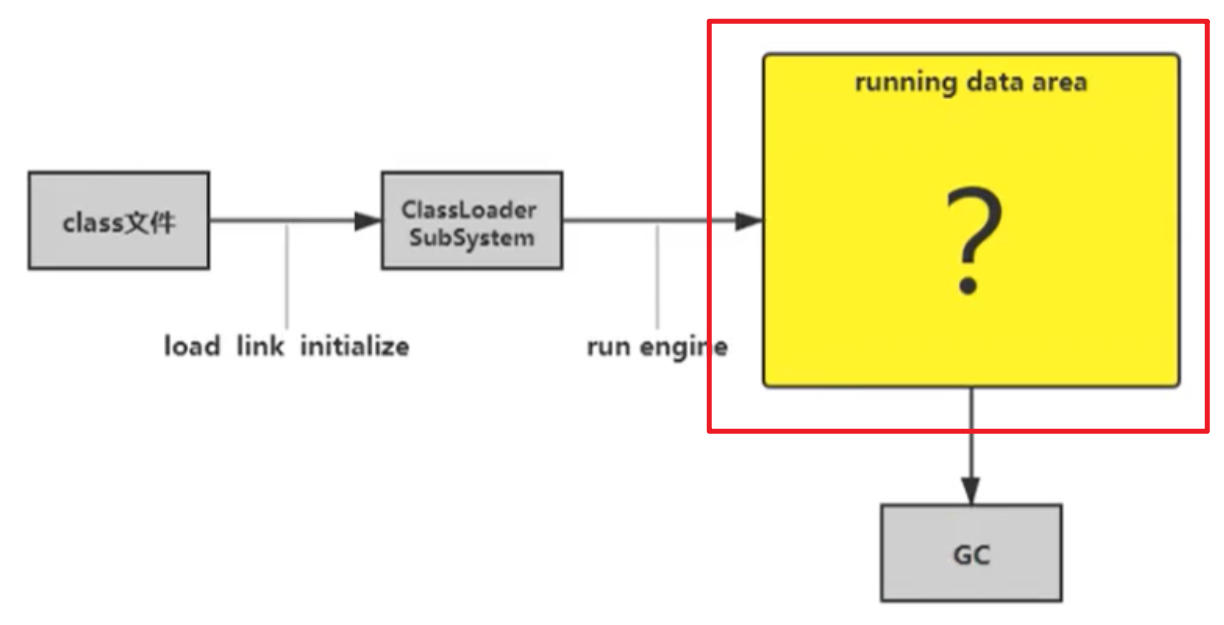 running data area
?
class文件
ClassLoader
SubSystem
load link initialize
run engine
GC